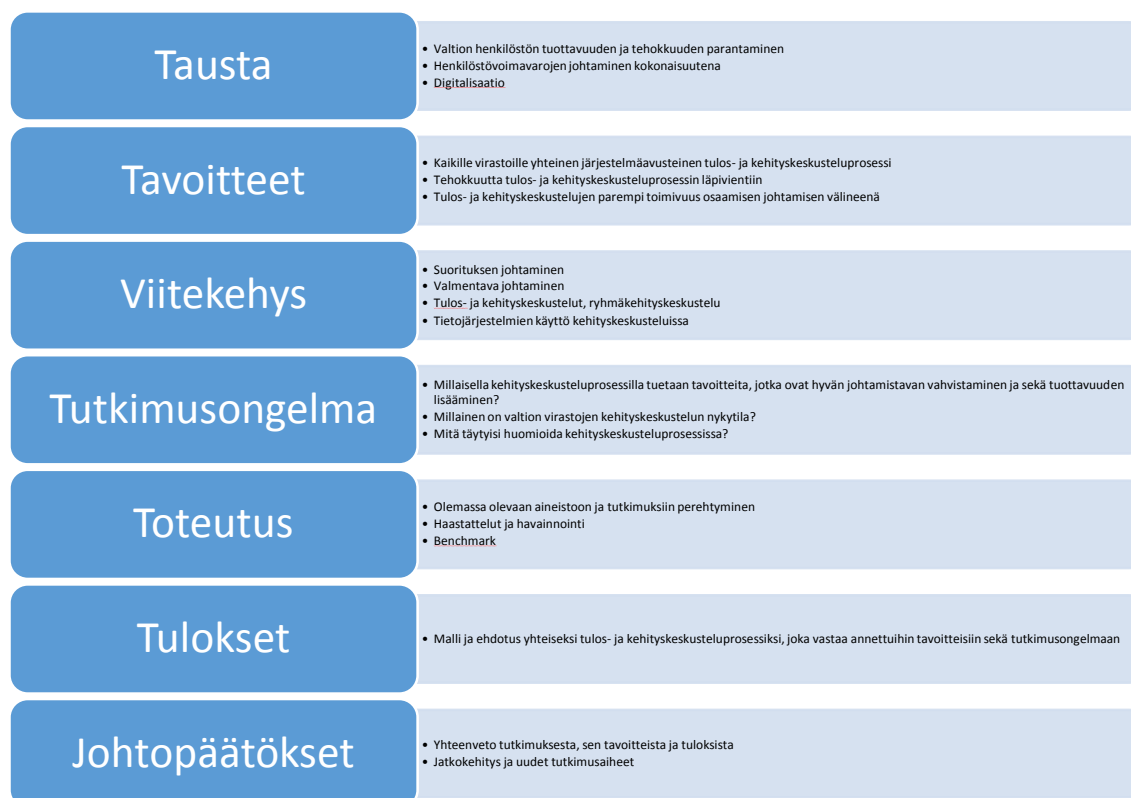 Tausta
• Valtion henkilöstön tuottavuuden ja tehokkuuden parantaminen
• Henkilöstövoimavarojen johtaminen kokonaisuutena
• Digitalisaatio
Tavoitteet
• Kaikille virastoille yhteinen järjestelmäavusteinen tulos- ja kehityskeskusteluprosessi
• Tehokkuutta tulos- ja kehityskeskusteluprosessin läpivientiin
• Tulos- ja kehityskeskustelujen parempi toimivuus osaamisen johtamisen välineenä
Viitekehys
• Suorituksen johtaminen
• Valmentava johtaminen
• Tulos- ja kehityskeskustelut, ryhmäkehityskeskustelu
• Tietojärjestelmien käyttö kehityskeskusteluissa
Tutkimusongelma
• Millaisella kehityskeskusteluprosessilla tuetaan tavoitteita, jotka ovat hyvän johtamistavan vahvistaminen ja sekä tuottavuuden
lisääminen?
• Millainen on valtion virastojen kehityskeskustelun nykytila?
• Mitä täytyisi huomioida kehityskeskusteluprosessissa?
Toteutus
• Olemassa olevaan aineistoon ja tutkimuksiin perehtyminen
• Haastattelut ja havainnointi
• Benchmark
Tulokset
• Malli ja ehdotus yhteiseksi tulos- ja kehityskeskusteluprosessiksi, joka vastaa annettuihin tavoitteisiin sekä tutkimusongelmaan
Johtopäätökset
• Yhteenveto tutkimuksesta, sen tavoitteista ja tuloksista
• Jatkokehitys ja uudet tutkimusaiheet